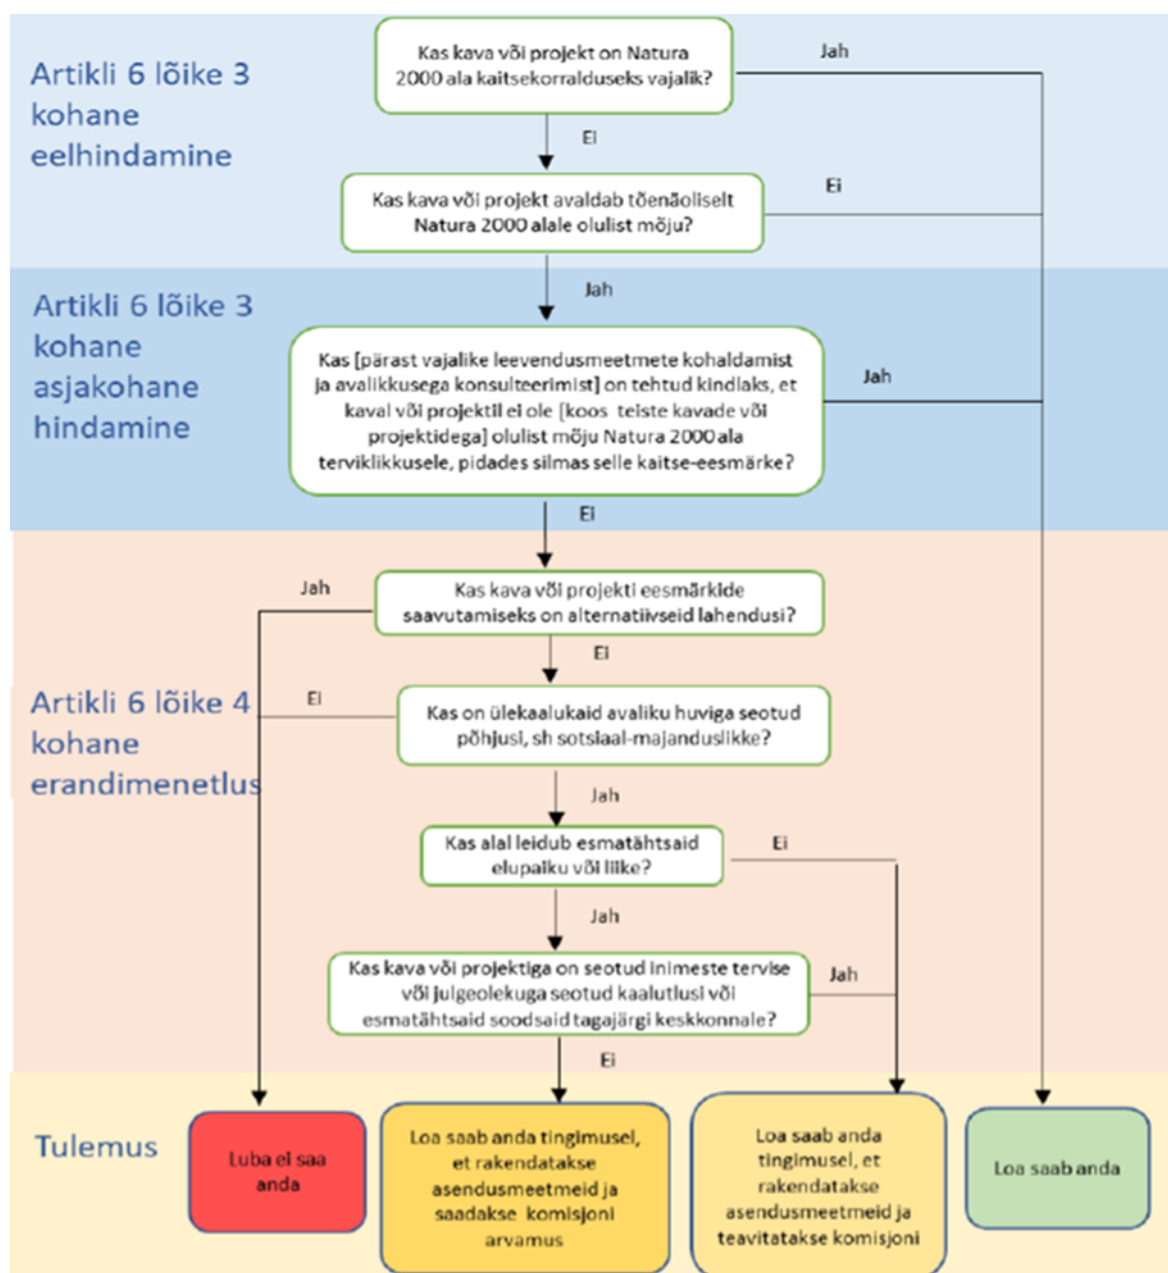 Artikli 6 lõike 3
kohane
eelhindamine
Kas kava või projekt on Natura
2000 ala kaitsekorralduseks vajalik?
Jah
Ei
Kas kava või projekt avaldab tõenäoliselt
Natura 2000 alale olulist mõju?
Ei
Jah
Artikli 6 lõike 3
kohane
asjakohane
hindamine
Kas [pärast vajalike leevendusmeetmete kohaldamist
ja avalikkusega konsulteerimist] on tehtud kindlaks, et
kaval või projektil ei ole [koos teiste kavade või
projektidega] olulist mõju Natura 2000 ala
terviklikkusele, pidades silmas selle kaitse-eesmärke?
Jah
Ei
Artikli 6 lõike 4
kohane
erandimenetlus
Kas kava või projekti eesmärkide
saavutamiseks on alternatiivseid lahendusi?
Jah
Ei
Kas on ülekaalukaid avaliku huviga seotud
põhjusi, sh sotsiaal-majanduslikke?
Ei
Jah
Kas alal leidub esmatähtsaid
elupaiku või liike?
Ei
Jah
Kas kava või projektiga on seotud inimeste tervise
või julgeolekuga seotud kaalutlusi või
esmatähtsaid soodsaid tagajärgi keskkonnale?
Jah
Ei
Tulemus
Luba ei saa
anda
Loa saab anda tingimusel,
et rakendatakse
asendusmeetmeid ja
saadakse komisjoni
arvamus
Loa saab anda
tingimusel, et
rakendatakse
asendusmeetmeid ja
teavitatakse komisjoni
Loa saab anda